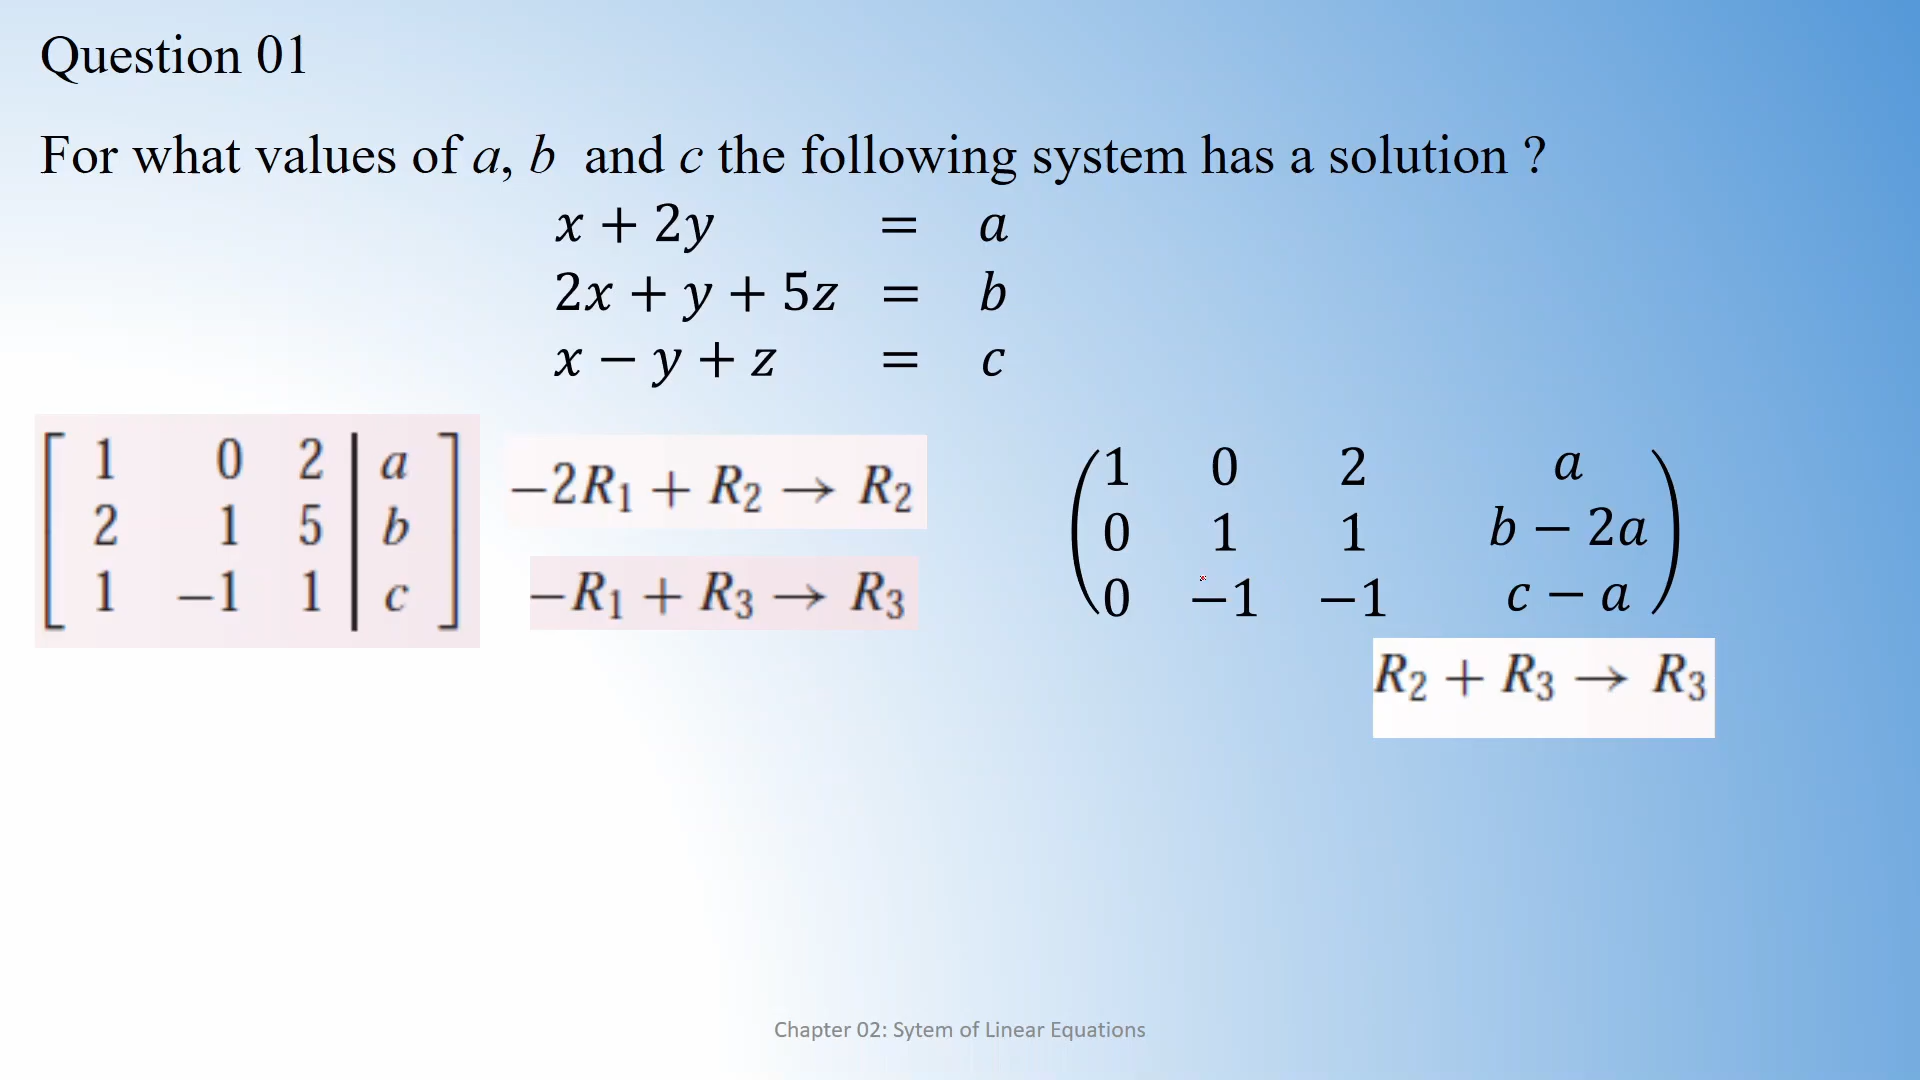 Question 01
For what values of a, b and c the following system has a solution ?
x + 2y = a
2x + y + 5z = b
x − y + z = c
1 0 2 | a
2 1 5 | b
1 −1 1 | c
−2R₁ + R₂ → R₂
−R₁ + R₃ → R₃
1 0 2 a
0 1 1 b − 2a
0 −1 −1 c − a
R₂ + R₃ → R₃
Chapter 02: Sytem of Linear Equations